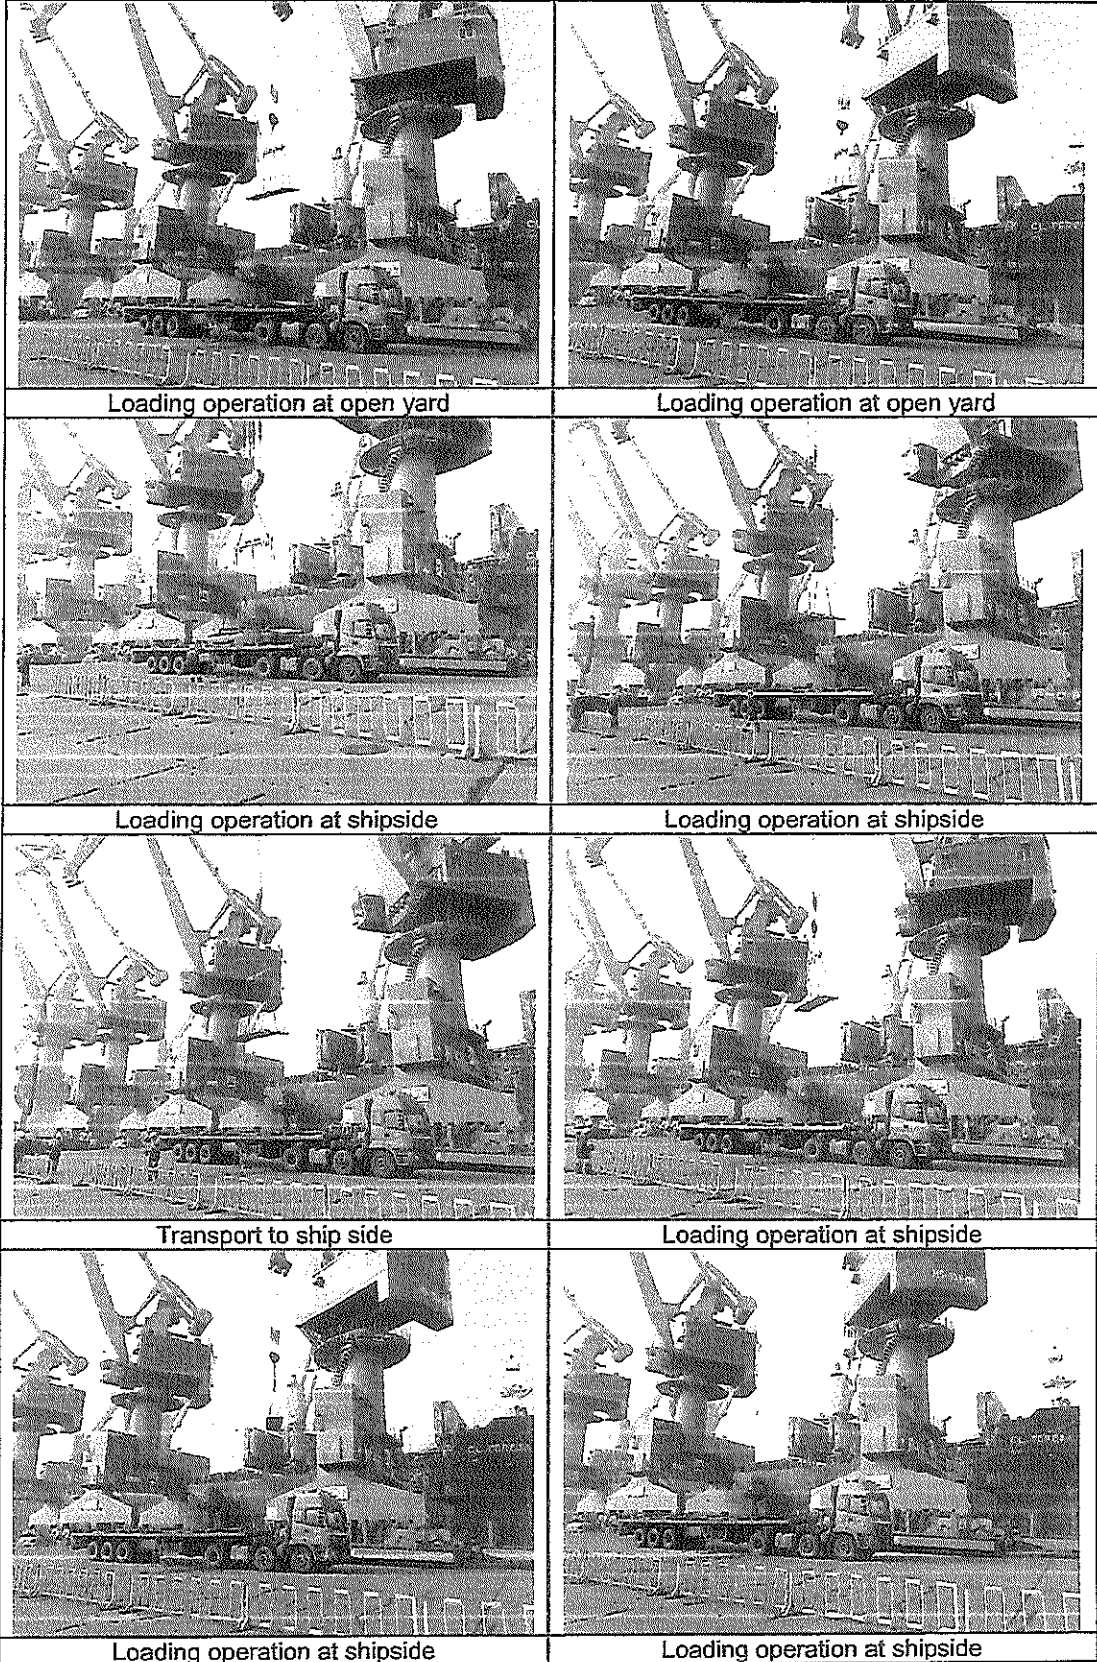 Loading operation at open yard
Loading operation at open yard
Loading operation at shipside
Loading operation at shipside
Transport to ship side
Loading operation at shipside
Loading operation at shipside
Loading operation at shipside